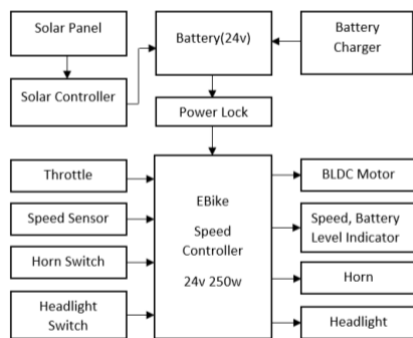 Solar Panel
Battery(24v)
Battery
Charger
Solar Controller
Power Lock
Throttle
Speed Sensor
Horn Switch
Headlight
Switch
EBike
Speed
Controller
24v 250w
BLDC Motor
Speed, Battery
Level Indicator
Horn
Headlight